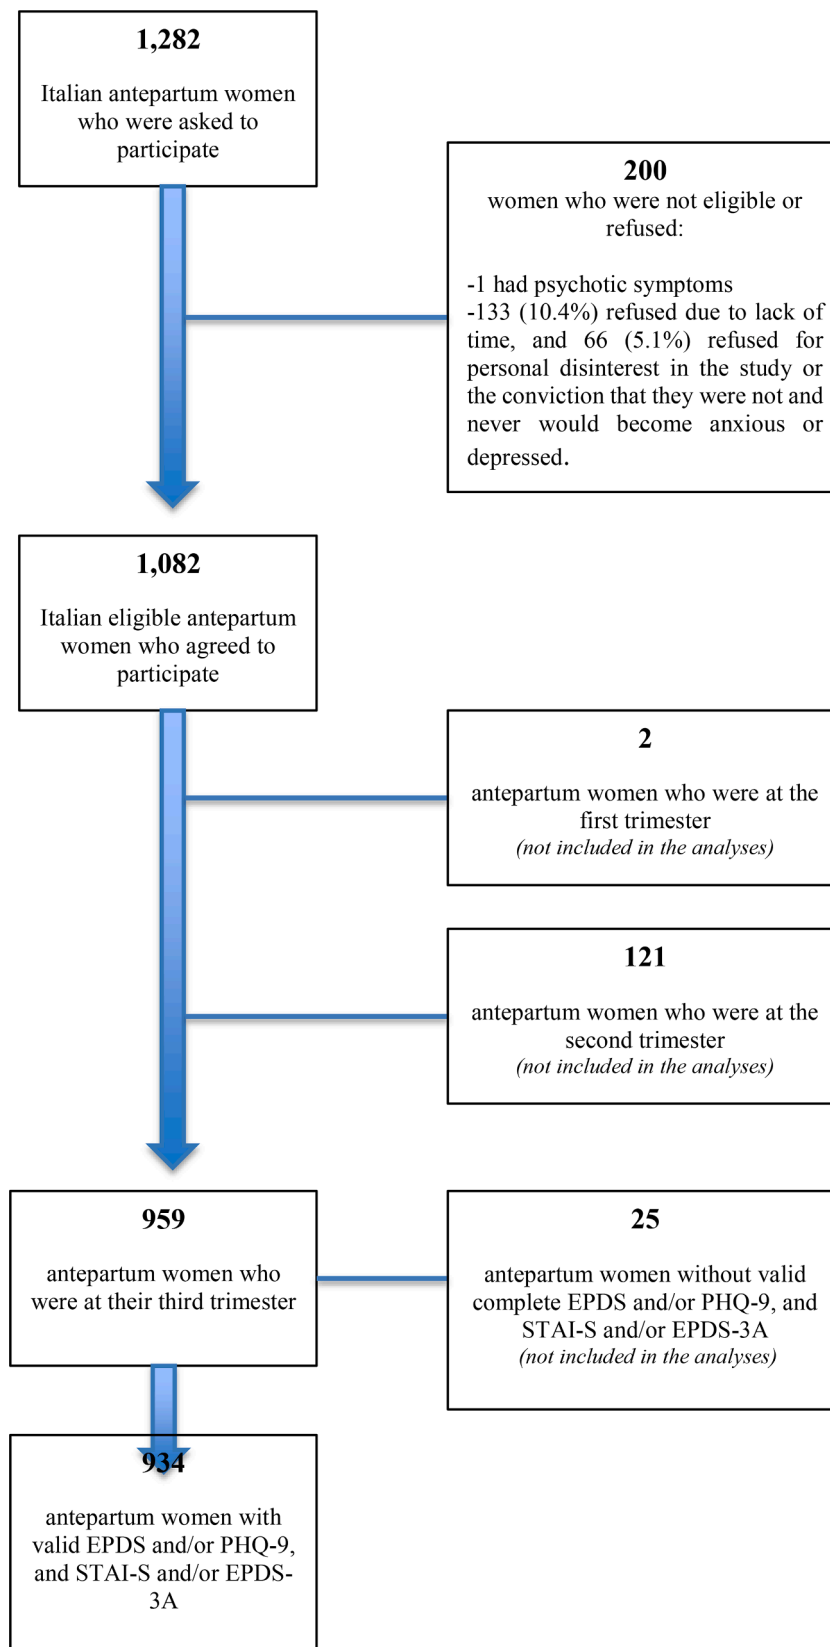 1,282
Italian antepartum women
who were asked to
participate
200
women who were not eligible or
refused:
-1 had psychotic symptoms
-133 (10.4%) refused due to lack of
time, and 66 (5.1%) refused for
personal disinterest in the study or
the conviction that they were not and
never would become anxious or
depressed.
1,082
Italian eligible antepartum
women who agreed to
participate
2
antepartum women who were at the
first trimester
(not included in the analyses)
121
antepartum women who were at the
second trimester
(not included in the analyses)
959
antepartum women who
were at their third trimester
25
antepartum women without valid
complete EPDS and/or PHQ-9, and
STAI-S and/or EPDS-3A
(not included in the analyses)
934
antepartum women with
valid EPDS and/or PHQ-9,
and STAI-S and/or EPDS-
3A